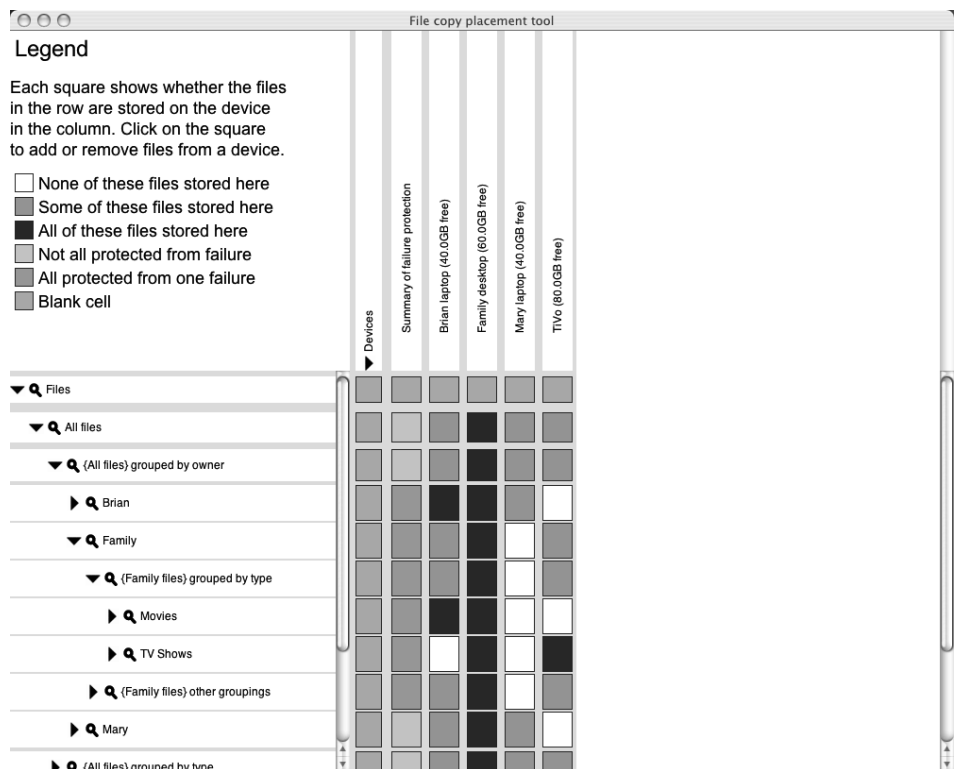 File copy placement tool
Legend
Each square shows whether the files
in the row are stored on the device
in the column. Click on the square
to add or remove files from a device.
None of these files stored here
Some of these files stored here
All of these files stored here
Not all protected from failure
All protected from one failure
Blank cell
Devices
Summary of failure protection
Brian laptop (40.0GB free)
Family desktop (60.0GB free)
Mary laptop (40.0GB free)
TiVo (80.0GB free)
Files
All files
{All files} grouped by owner
Brian
Family
{Family files} grouped by type
Movies
TV Shows
{Family files} other groupings
Mary
{All files} grouped by type